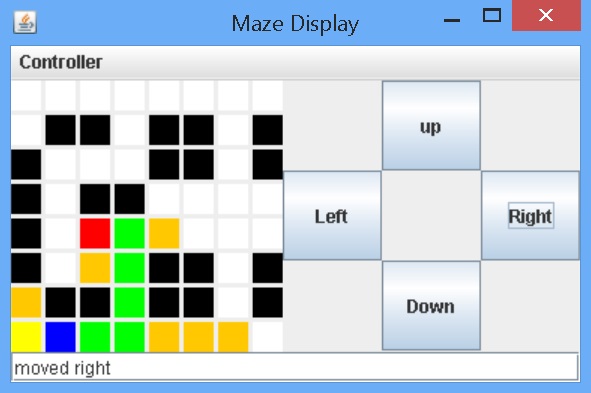 Maze Display
Controller
up
Left
Right
Down
moved right